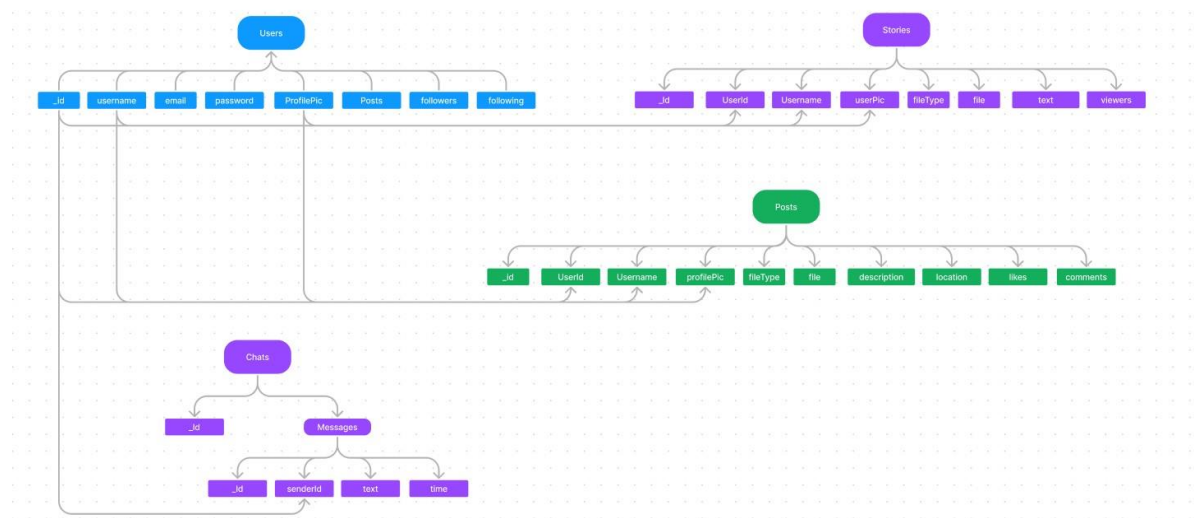 Users
Stories
_id username email password ProfilePic Posts followers following
_Id UserId Username userPic fileType file text viewers
Posts
_id UserId Username profilePic fileType file description location likes comments
Chats
_Id Messages
_Id senderId text time